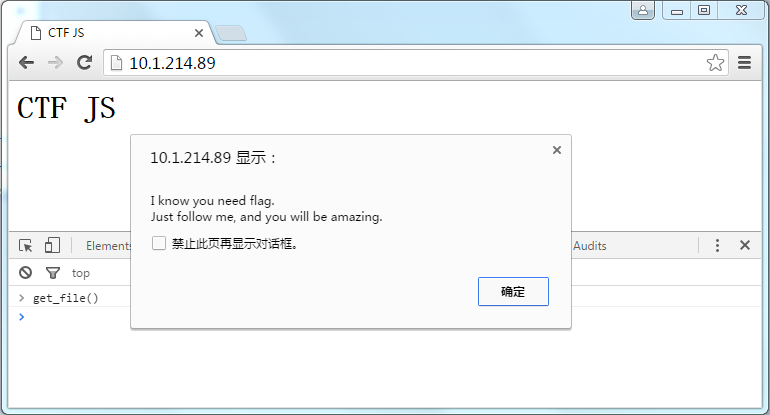 CTF JS
10.1.214.89
CTF JS
10.1.214.89 显示：
I know you need flag.
Just follow me, and you will be amazing.
禁止此页再显示对话框。
确定
Elements
Audits
top
get_file()